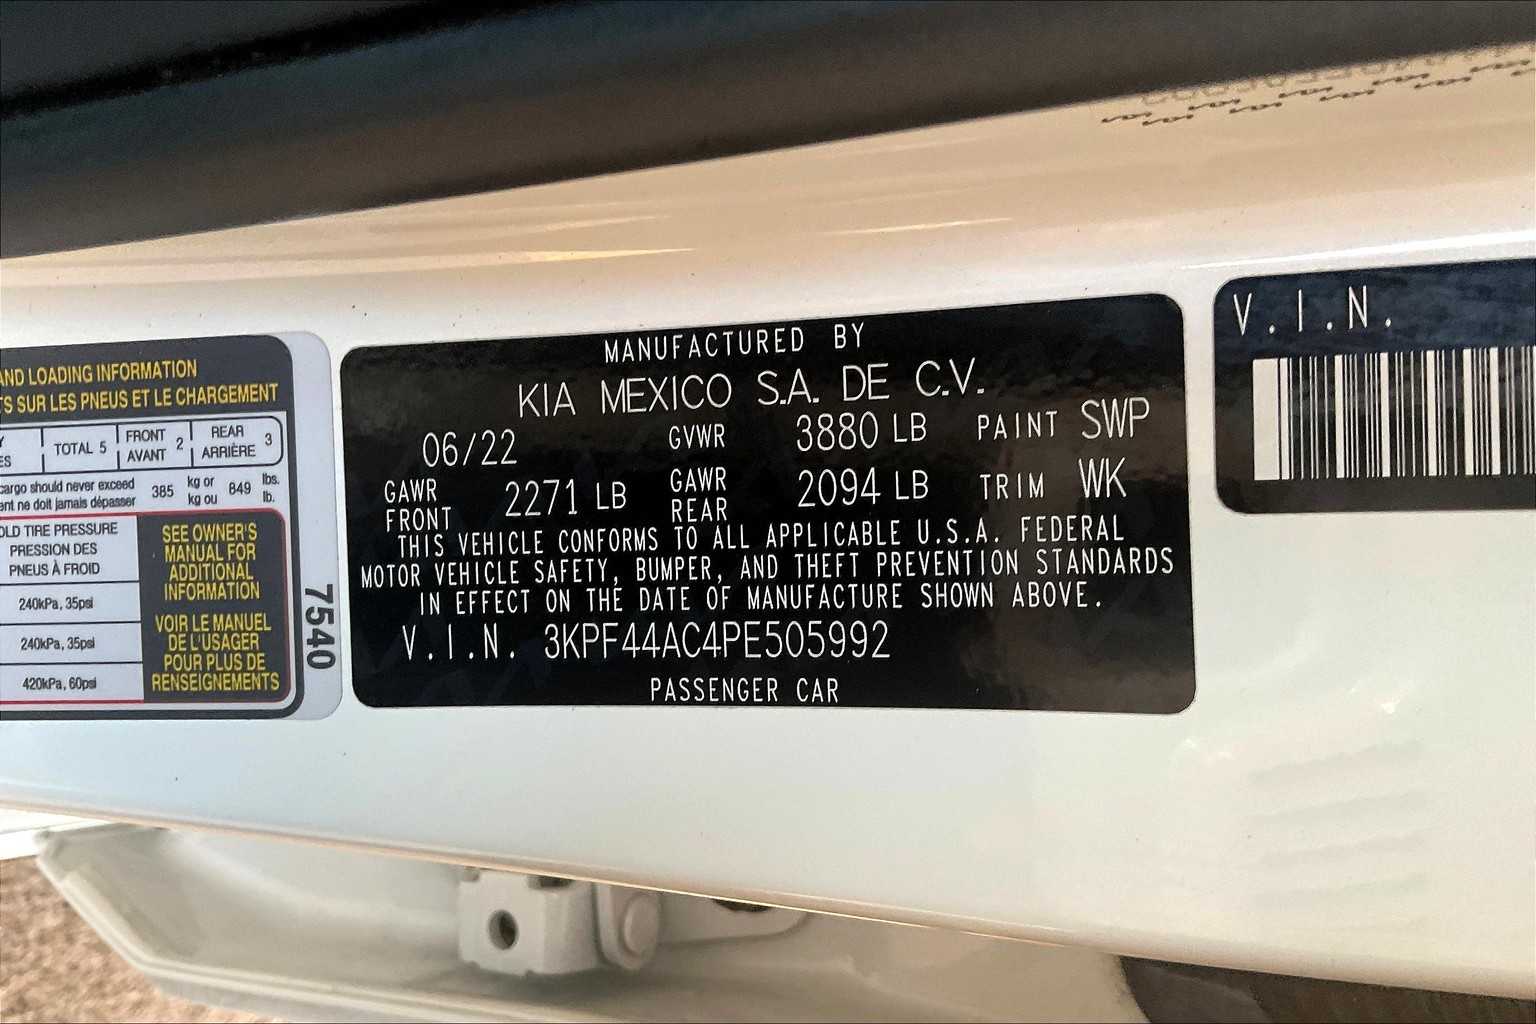 AND LOADING INFORMATION
TS SUR LES PNEUS ET LE CHARGEMENT
TOTAL 5 FRONT AVANT 2 REAR ARRIÈRE 3
cargo should never exceed 385 kg or 849 lbs.
ent ne doit jamais dépasser kg ou lb.
OLD TIRE PRESSURE
PRESSION DES
PNEUS À FROID
240kPa, 35psi
240kPa, 35psi
420kPa, 60psi
SEE OWNER'S
MANUAL FOR
ADDITIONAL
INFORMATION
VOIR LE MANUEL
DE L'USAGER
POUR PLUS DE
RENSEIGNEMENTS
7540
MANUFACTURED BY
KIA MEXICO S.A. DE C.V.
06/22 GVWR 3880 LB PAINT SWP
GAWR FRONT 2271 LB GAWR REAR 2094 LB TRIM WK
THIS VEHICLE CONFORMS TO ALL APPLICABLE U.S.A. FEDERAL
MOTOR VEHICLE SAFETY, BUMPER, AND THEFT PREVENTION STANDARDS
IN EFFECT ON THE DATE OF MANUFACTURE SHOWN ABOVE.
V.I.N. 3KPF44AC4PE505992
PASSENGER CAR
V.I.N.